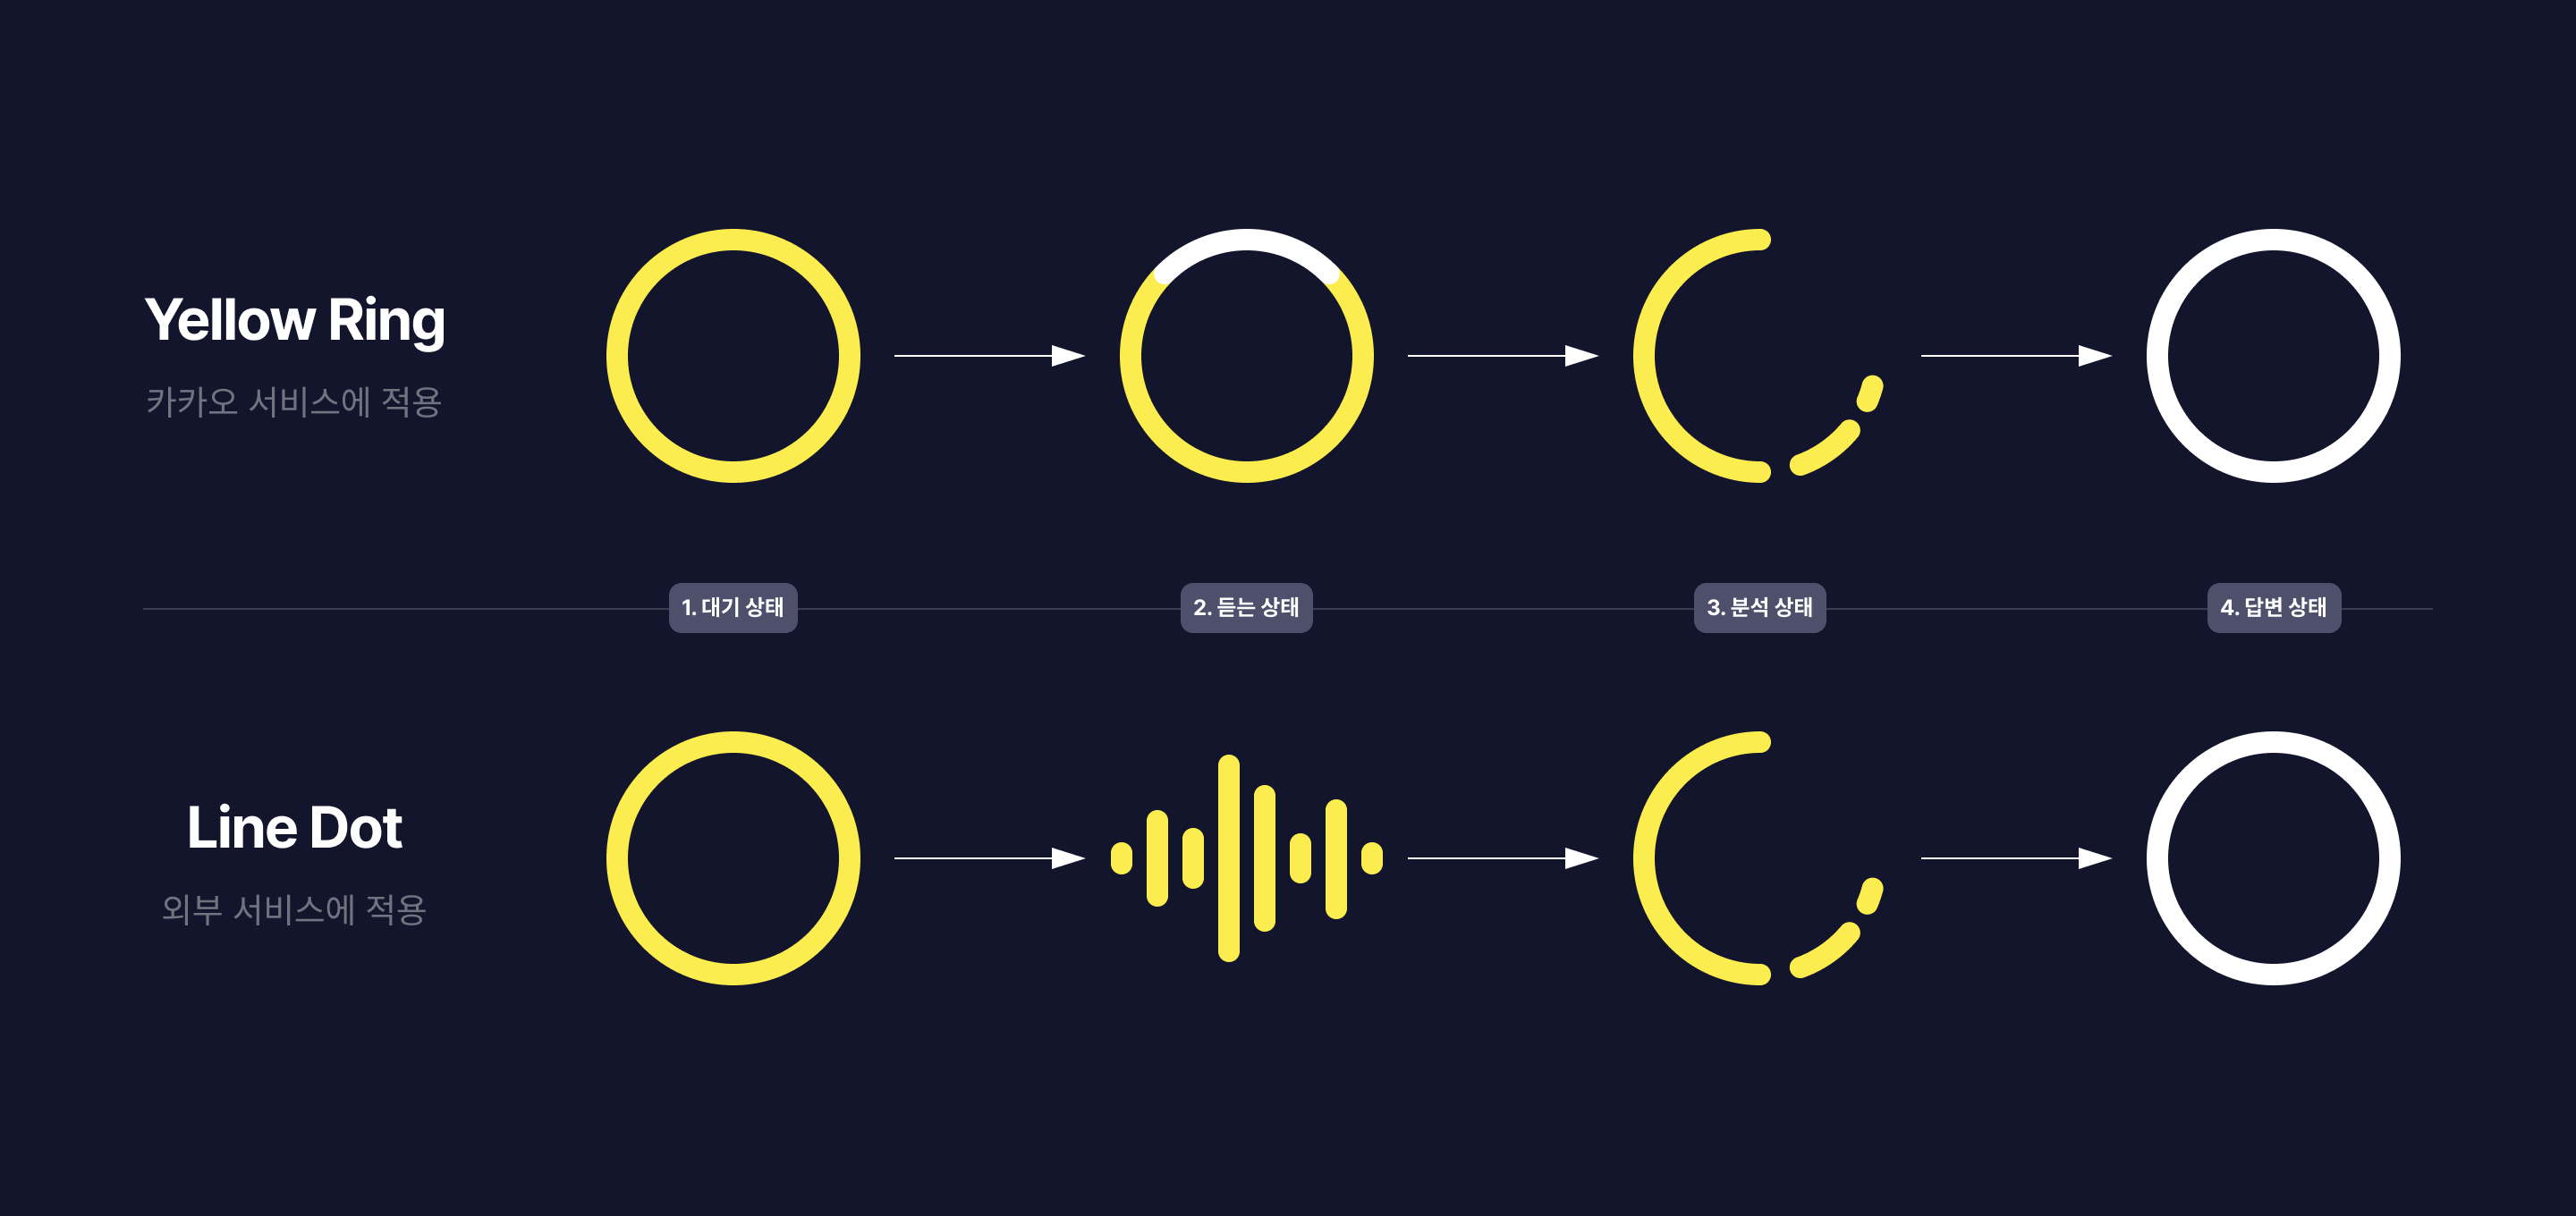 Yellow Ring
카카오 서비스에 적용
1. 대기 상태
2. 듣는 상태
3. 분석 상태
4. 답변 상태
Line Dot
외부 서비스에 적용